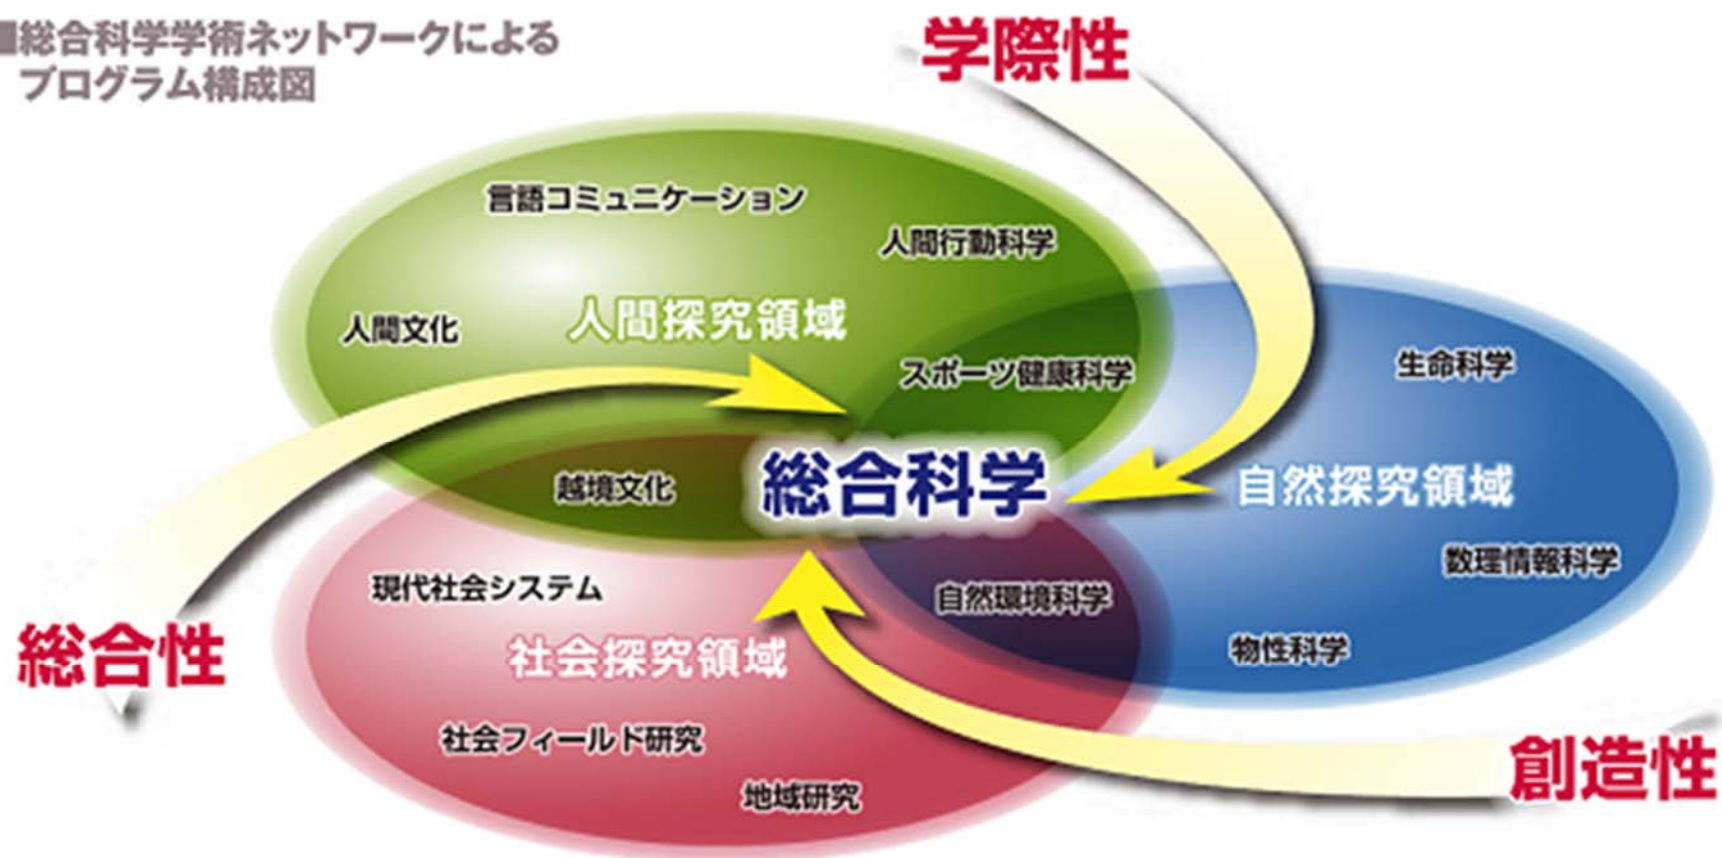 ■総合科学学術ネットワークによる
プログラム構成図
学際性
言語コミュニケーション
人間行動科学
人間文化
人間探究領域
スポーツ健康科学
生命科学
越境文化
総合科学
自然探究領域
数理情報科学
現代社会システム
自然環境科学
物性科学
総合性
社会探究領域
社会フィールド研究
地域研究
創造性